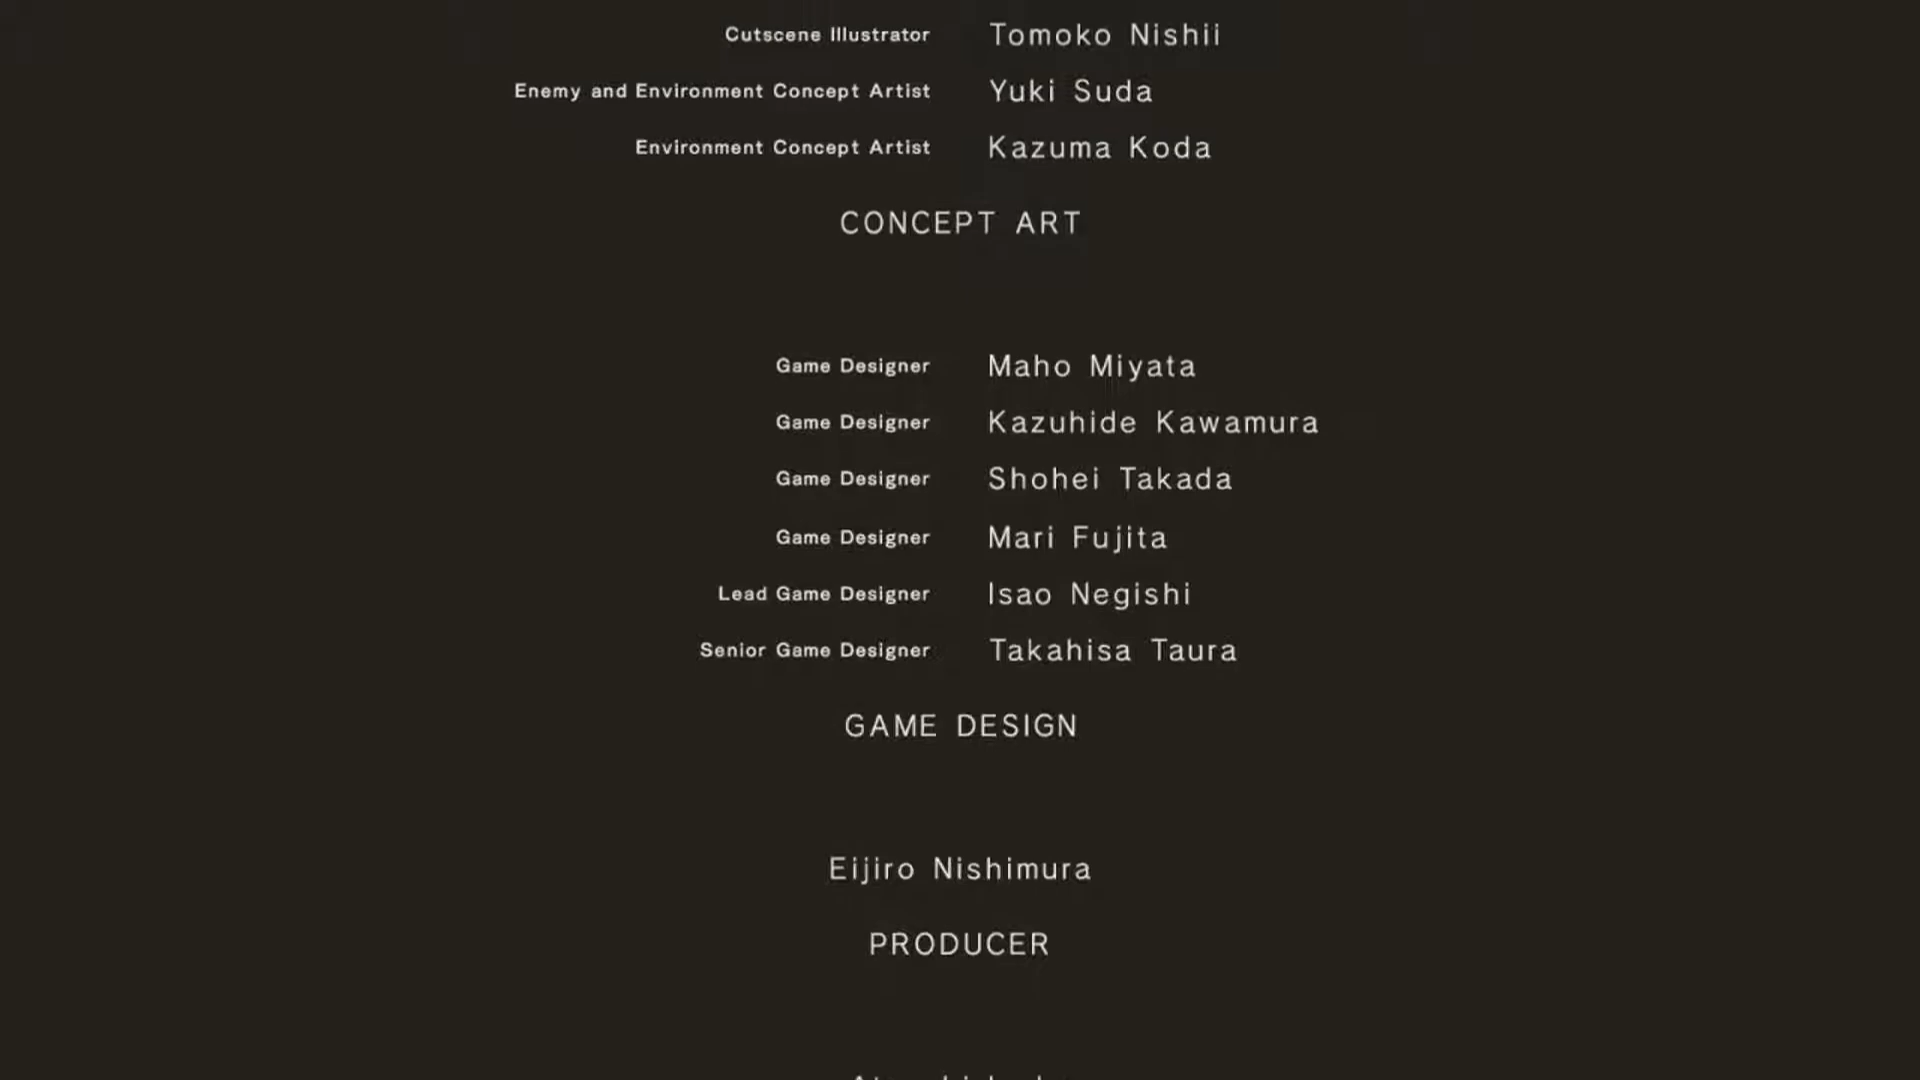 Cutscene Illustrator Tomoko Nishii
Enemy and Environment Concept Artist Yuki Suda
Environment Concept Artist Kazuma Koda
CONCEPT ART
Game Designer Maho Miyata
Game Designer Kazuhide Kawamura
Game Designer Shohei Takada
Game Designer Mari Fujita
Lead Game Designer Isao Negishi
Senior Game Designer Takahisa Taura
GAME DESIGN
Eijiro Nishimura
PRODUCER